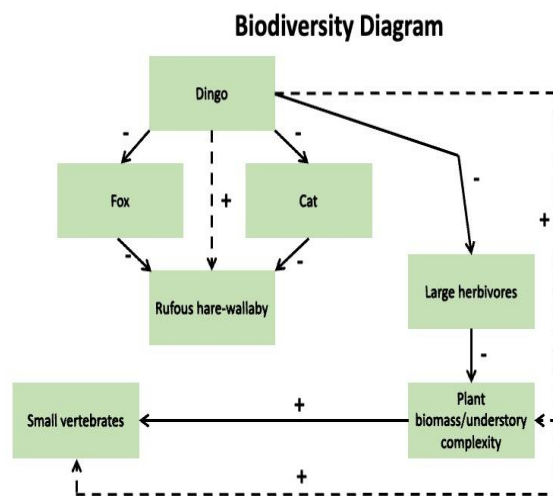 Biodiversity Diagram
Dingo
- -
+
-
Fox
Cat
+
- -
Rufous hare-wallaby
Large herbivores
-
Small vertebrates
+
Plant
biomass/understory
complexity
+